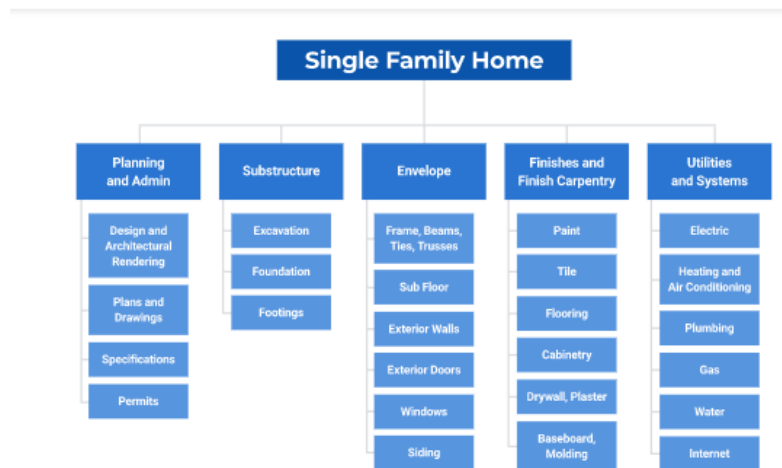 Single Family Home
Planning
and Admin
Design and
Architectural
Rendering
Plans and
Drawings
Specifications
Permits
Substructure
Excavation
Foundation
Footings
Envelope
Frame, Beams,
Ties, Trusses
Sub Floor
Exterior Walls
Exterior Doors
Windows
Siding
Finishes and
Finish Carpentry
Paint
Tile
Flooring
Cabinetry
Drywall, Plaster
Baseboard,
Molding
Utilities
and Systems
Electric
Heating and
Air Conditioning
Plumbing
Gas
Water
Internet